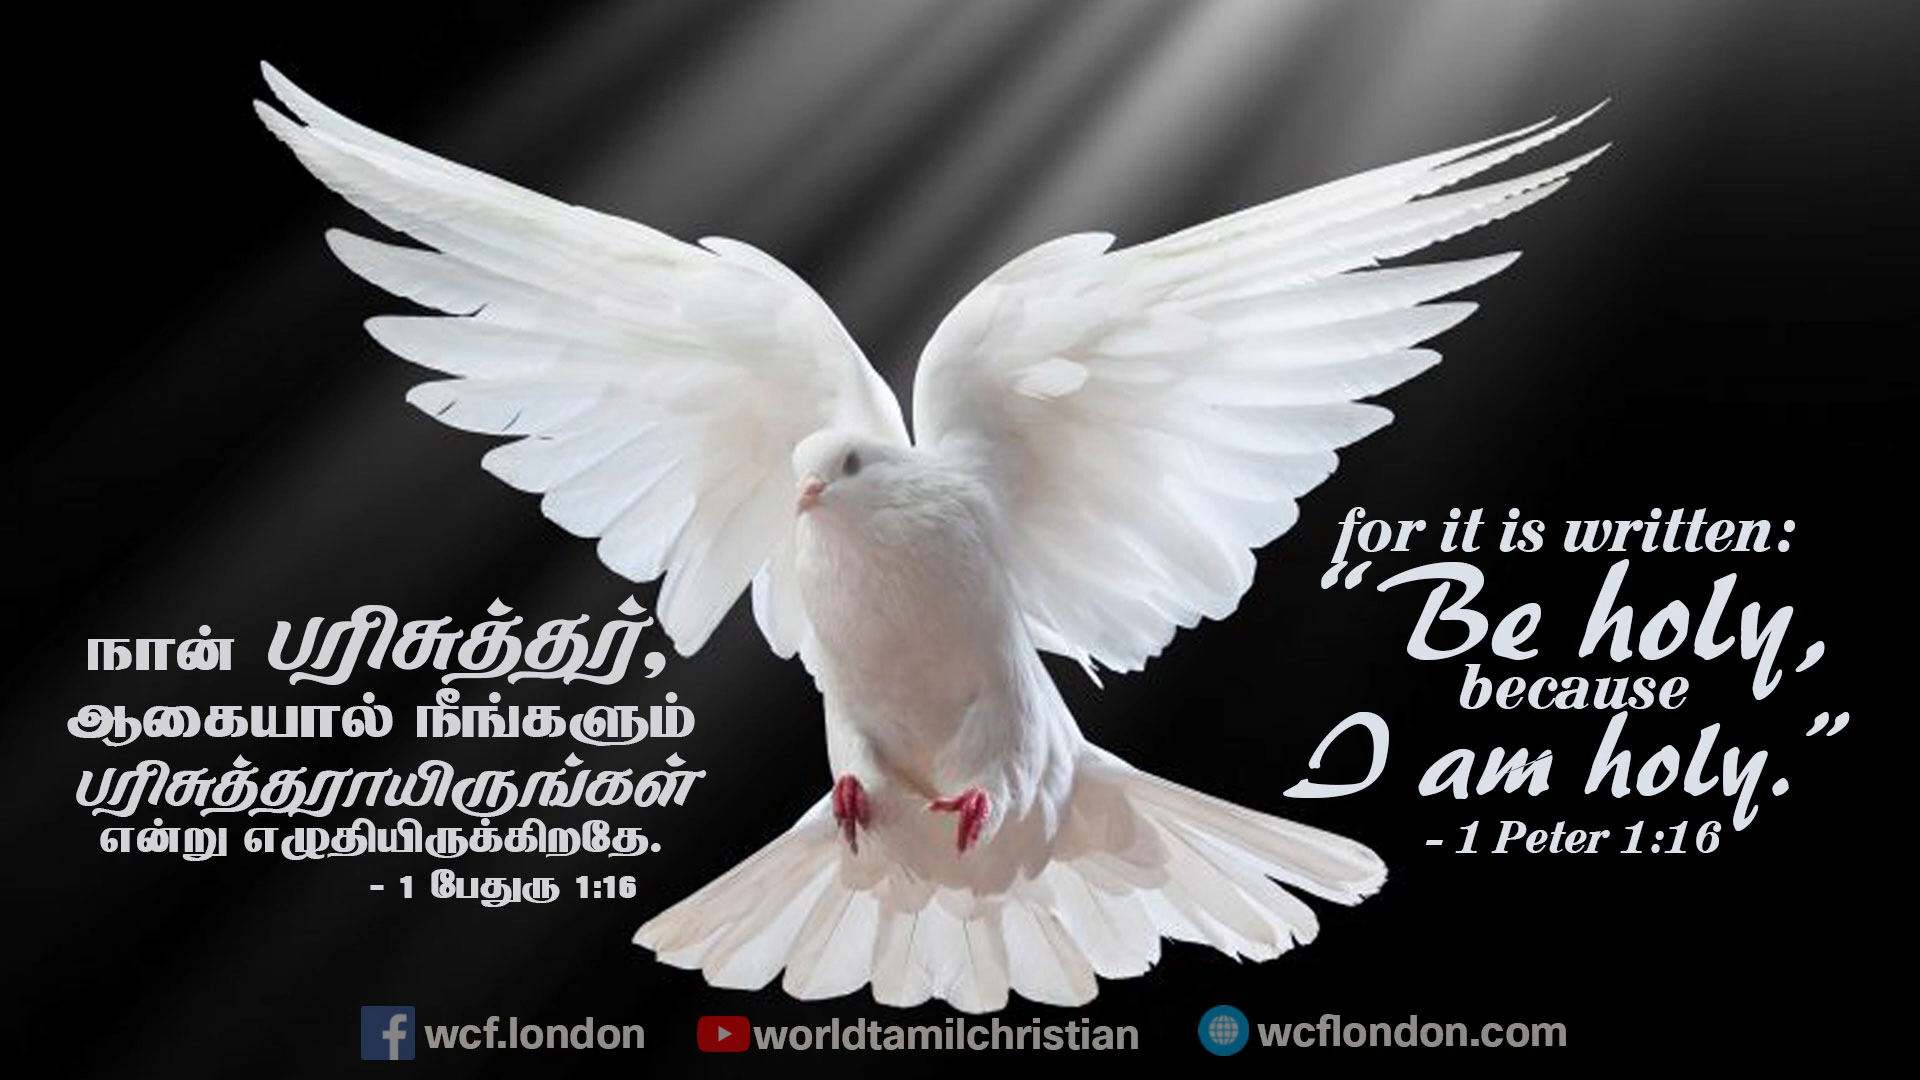 நான் பரிசுத்தர்,
ஆகையால் நீங்களும்
பரிசுத்தராயிருங்கள்
என்று எழுதியிருக்கிறதே.
- 1 பேதுரு 1:16
for it is written:
“Be holy,
because
I am holy.”
- 1 Peter 1:16
wcf.london
worldtamilchristian
wcflondon.com